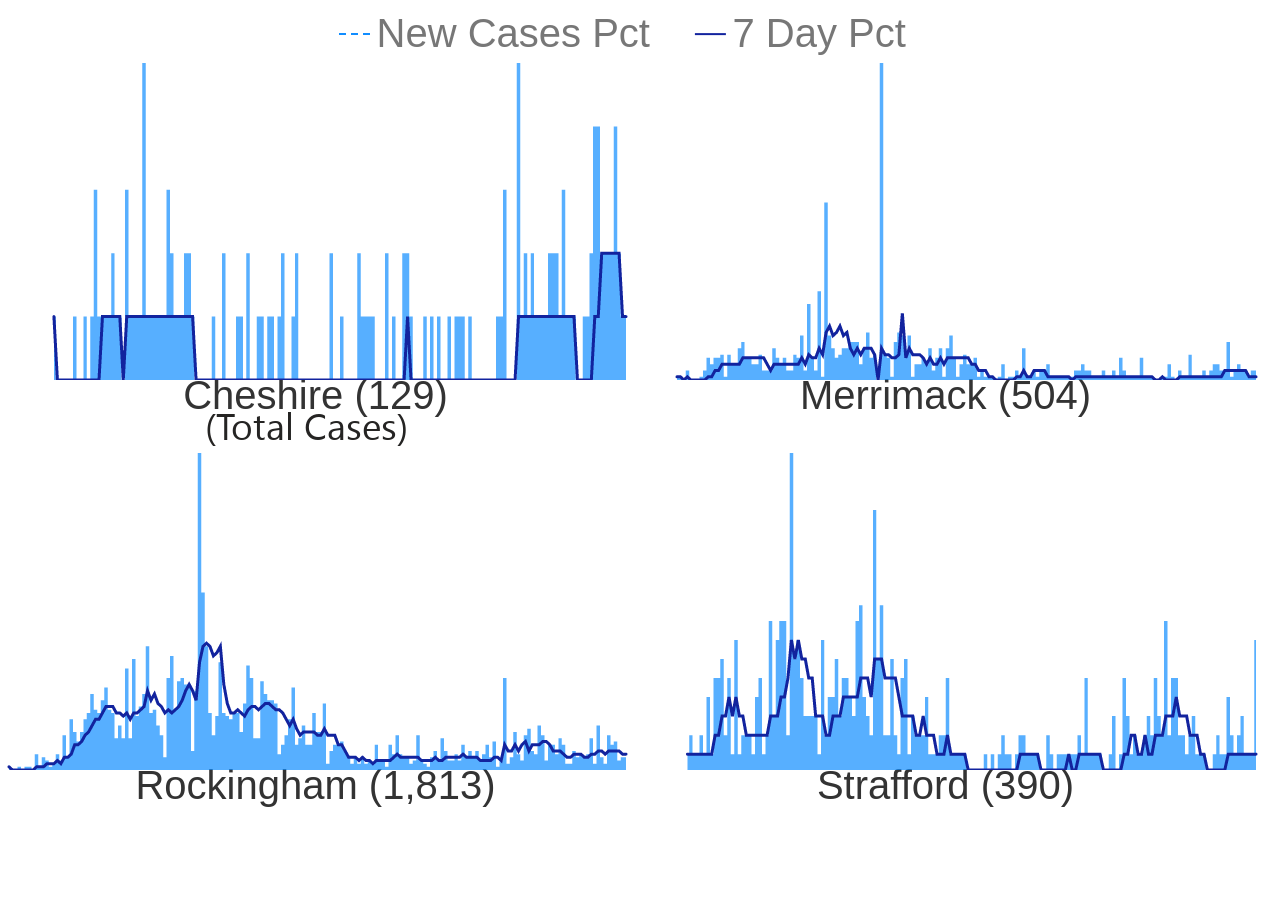 New Cases Pct 7 Day Pct
Cheshire (129)
(Total Cases)
Merrimack (504)
Rockingham (1,813)
Strafford (390)